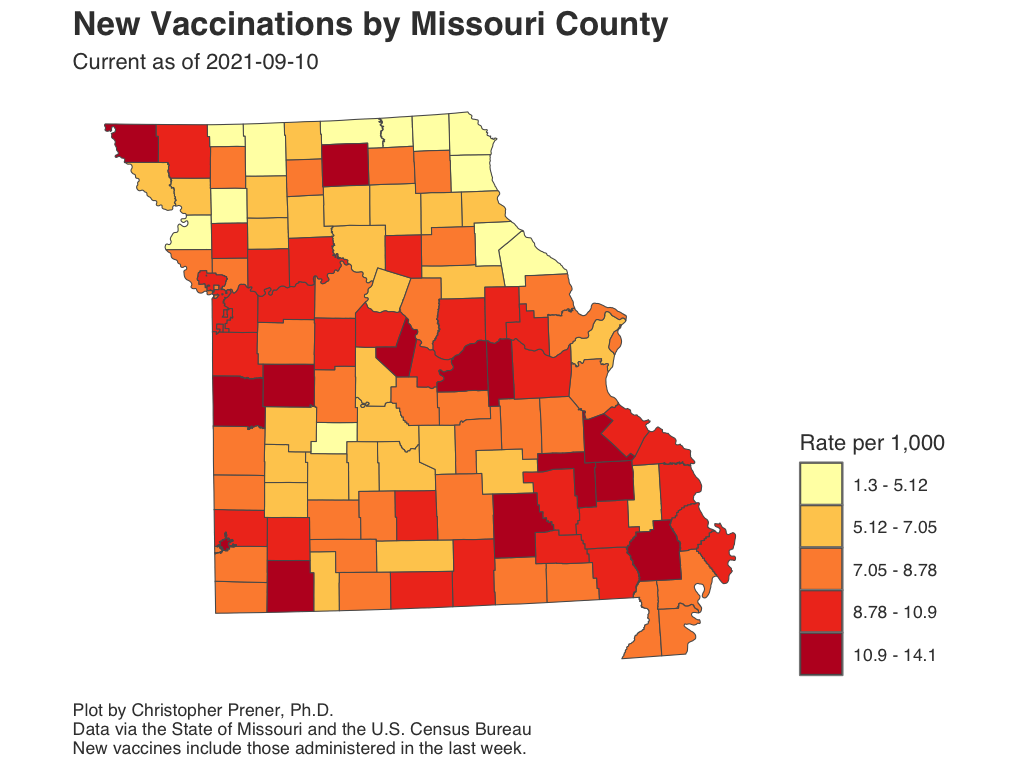 New Vaccinations by Missouri County
Current as of 2021-09-10
Rate per 1,000
1.3 - 5.12
5.12 - 7.05
7.05 - 8.78
8.78 - 10.9
10.9 - 14.1
Plot by Christopher Prener, Ph.D.
Data via the State of Missouri and the U.S. Census Bureau
New vaccines include those administered in the last week.